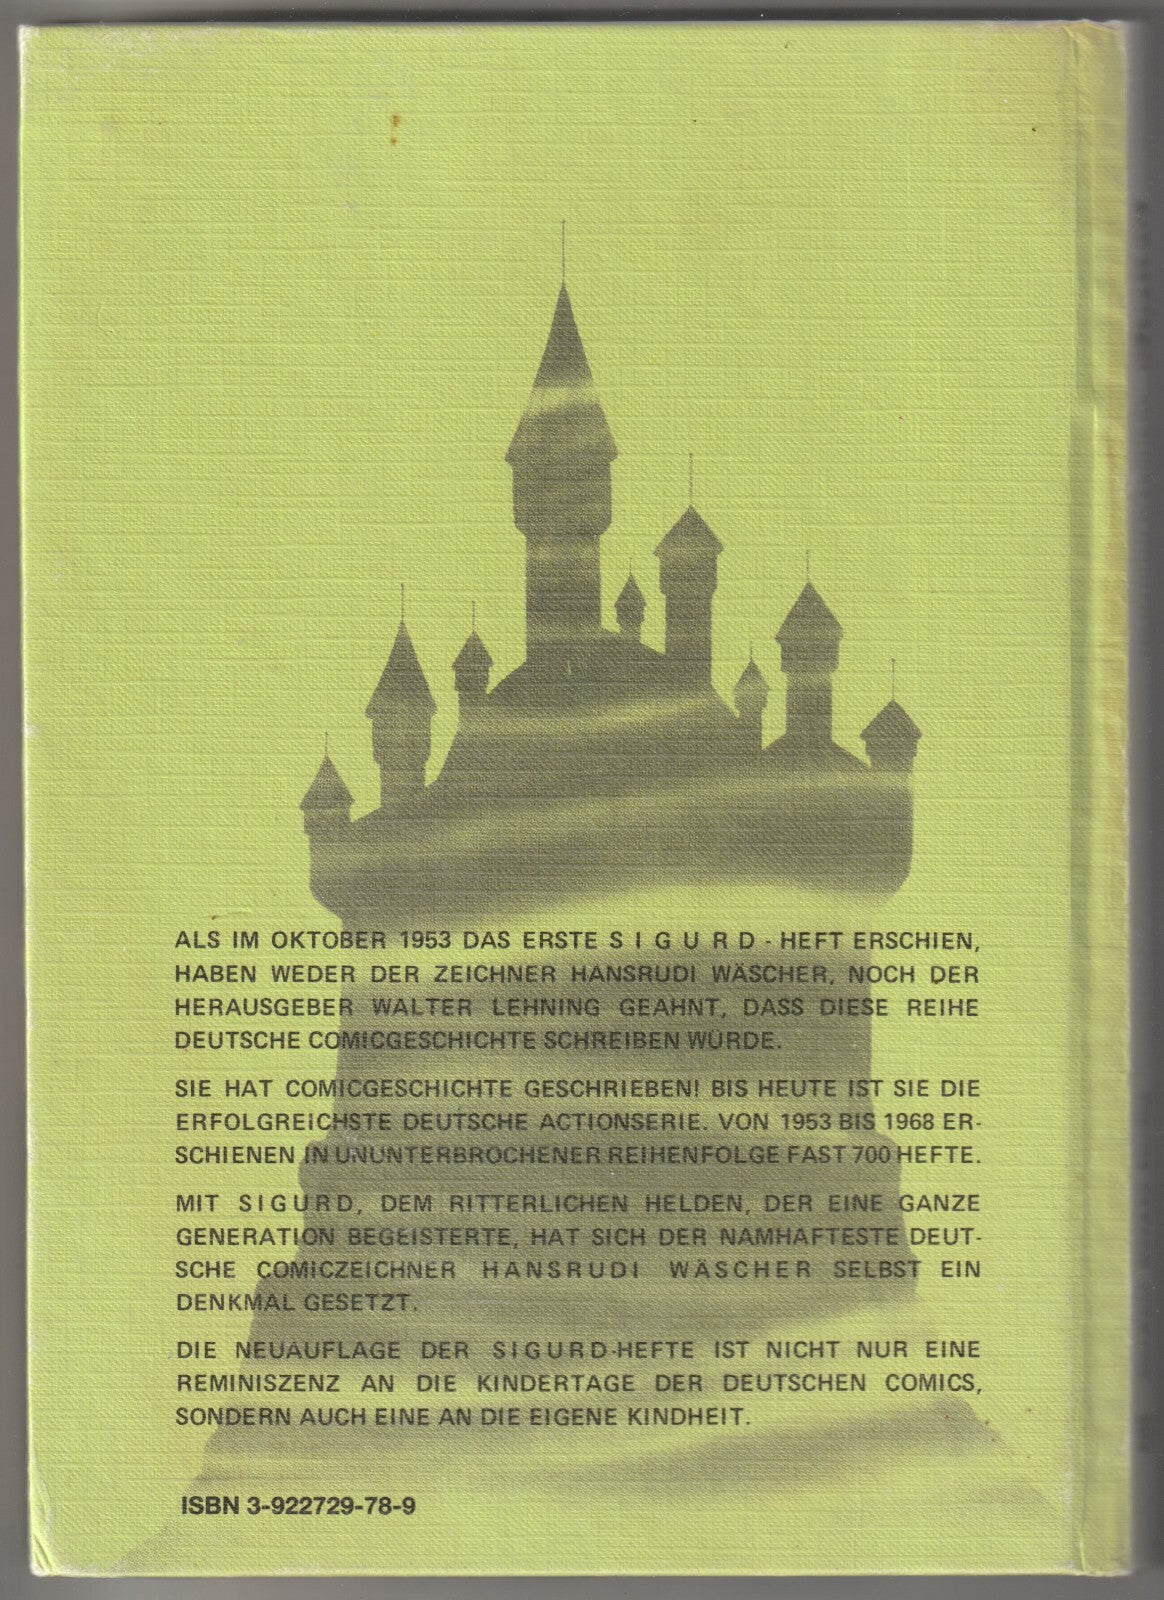 ALS IM OKTOBER 1953 DAS ERSTE S I G U R D - HEFT ERSCHIEN,
HABEN WEDER DER ZEICHNER HANSRUDI WÄSCHER, NOCH DER
HERAUSGEBER WALTER LEHNING GEAHNT, DASS DIESE REIHE
DEUTSCHE COMICGESCHICHTE SCHREIBEN WÜRDE.
SIE HAT COMICGESCHICHTE GESCHRIEBEN! BIS HEUTE IST SIE DIE
ERFOLGREICHSTE DEUTSCHE ACTIONSERIE. VON 1953 BIS 1968 ER-
SCHIENEN IN UNUNTERBROCHENER REIHENFOLGE FAST 700 HEFTE.
MIT SIGURD, DEM RITTERLICHEN HELDEN, DER EINE GANZE
GENERATION BEGEISTERTE, HAT SICH DER NAMHAFTESTE DEUT-
SCHE COMICZEICHNER HANSRUDI WÄSCHER SELBST EIN
DENKMAL GESETZT.
DIE NEUAUFLAGE DER SIGURD-HEFTE IST NICHT NUR EINE
REMINISZENZ AN DIE KINDERTAGE DER DEUTSCHEN COMICS,
SONDERN AUCH EINE AN DIE EIGENE KINDHEIT.
ISBN 3-922729-78-9